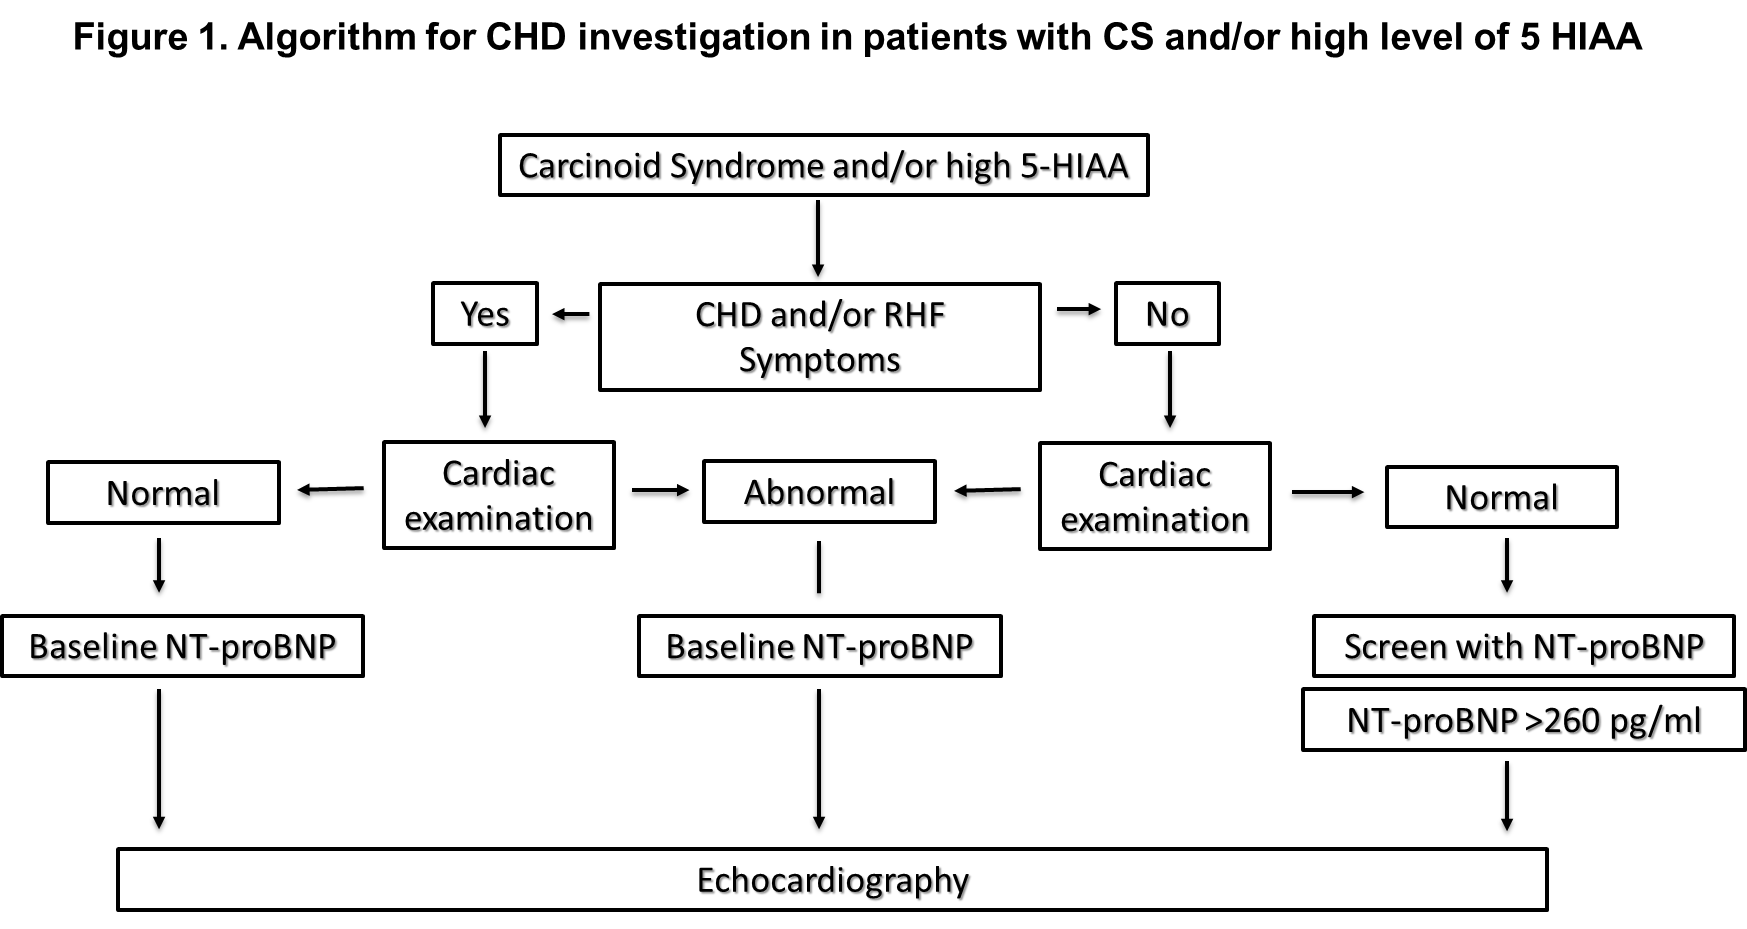 Figure 1. Algorithm for CHD investigation in patients with CS and/or high level of 5 HIAA
Carcinoid Syndrome and/or high 5-HIAA
Yes
CHD and/or RHF
Symptoms
No
Normal
Cardiac
examination
Abnormal
Cardiac
examination
Normal
Baseline NT-proBNP
Baseline NT-proBNP
Screen with NT-proBNP
NT-proBNP >260 pg/ml
Echocardiography